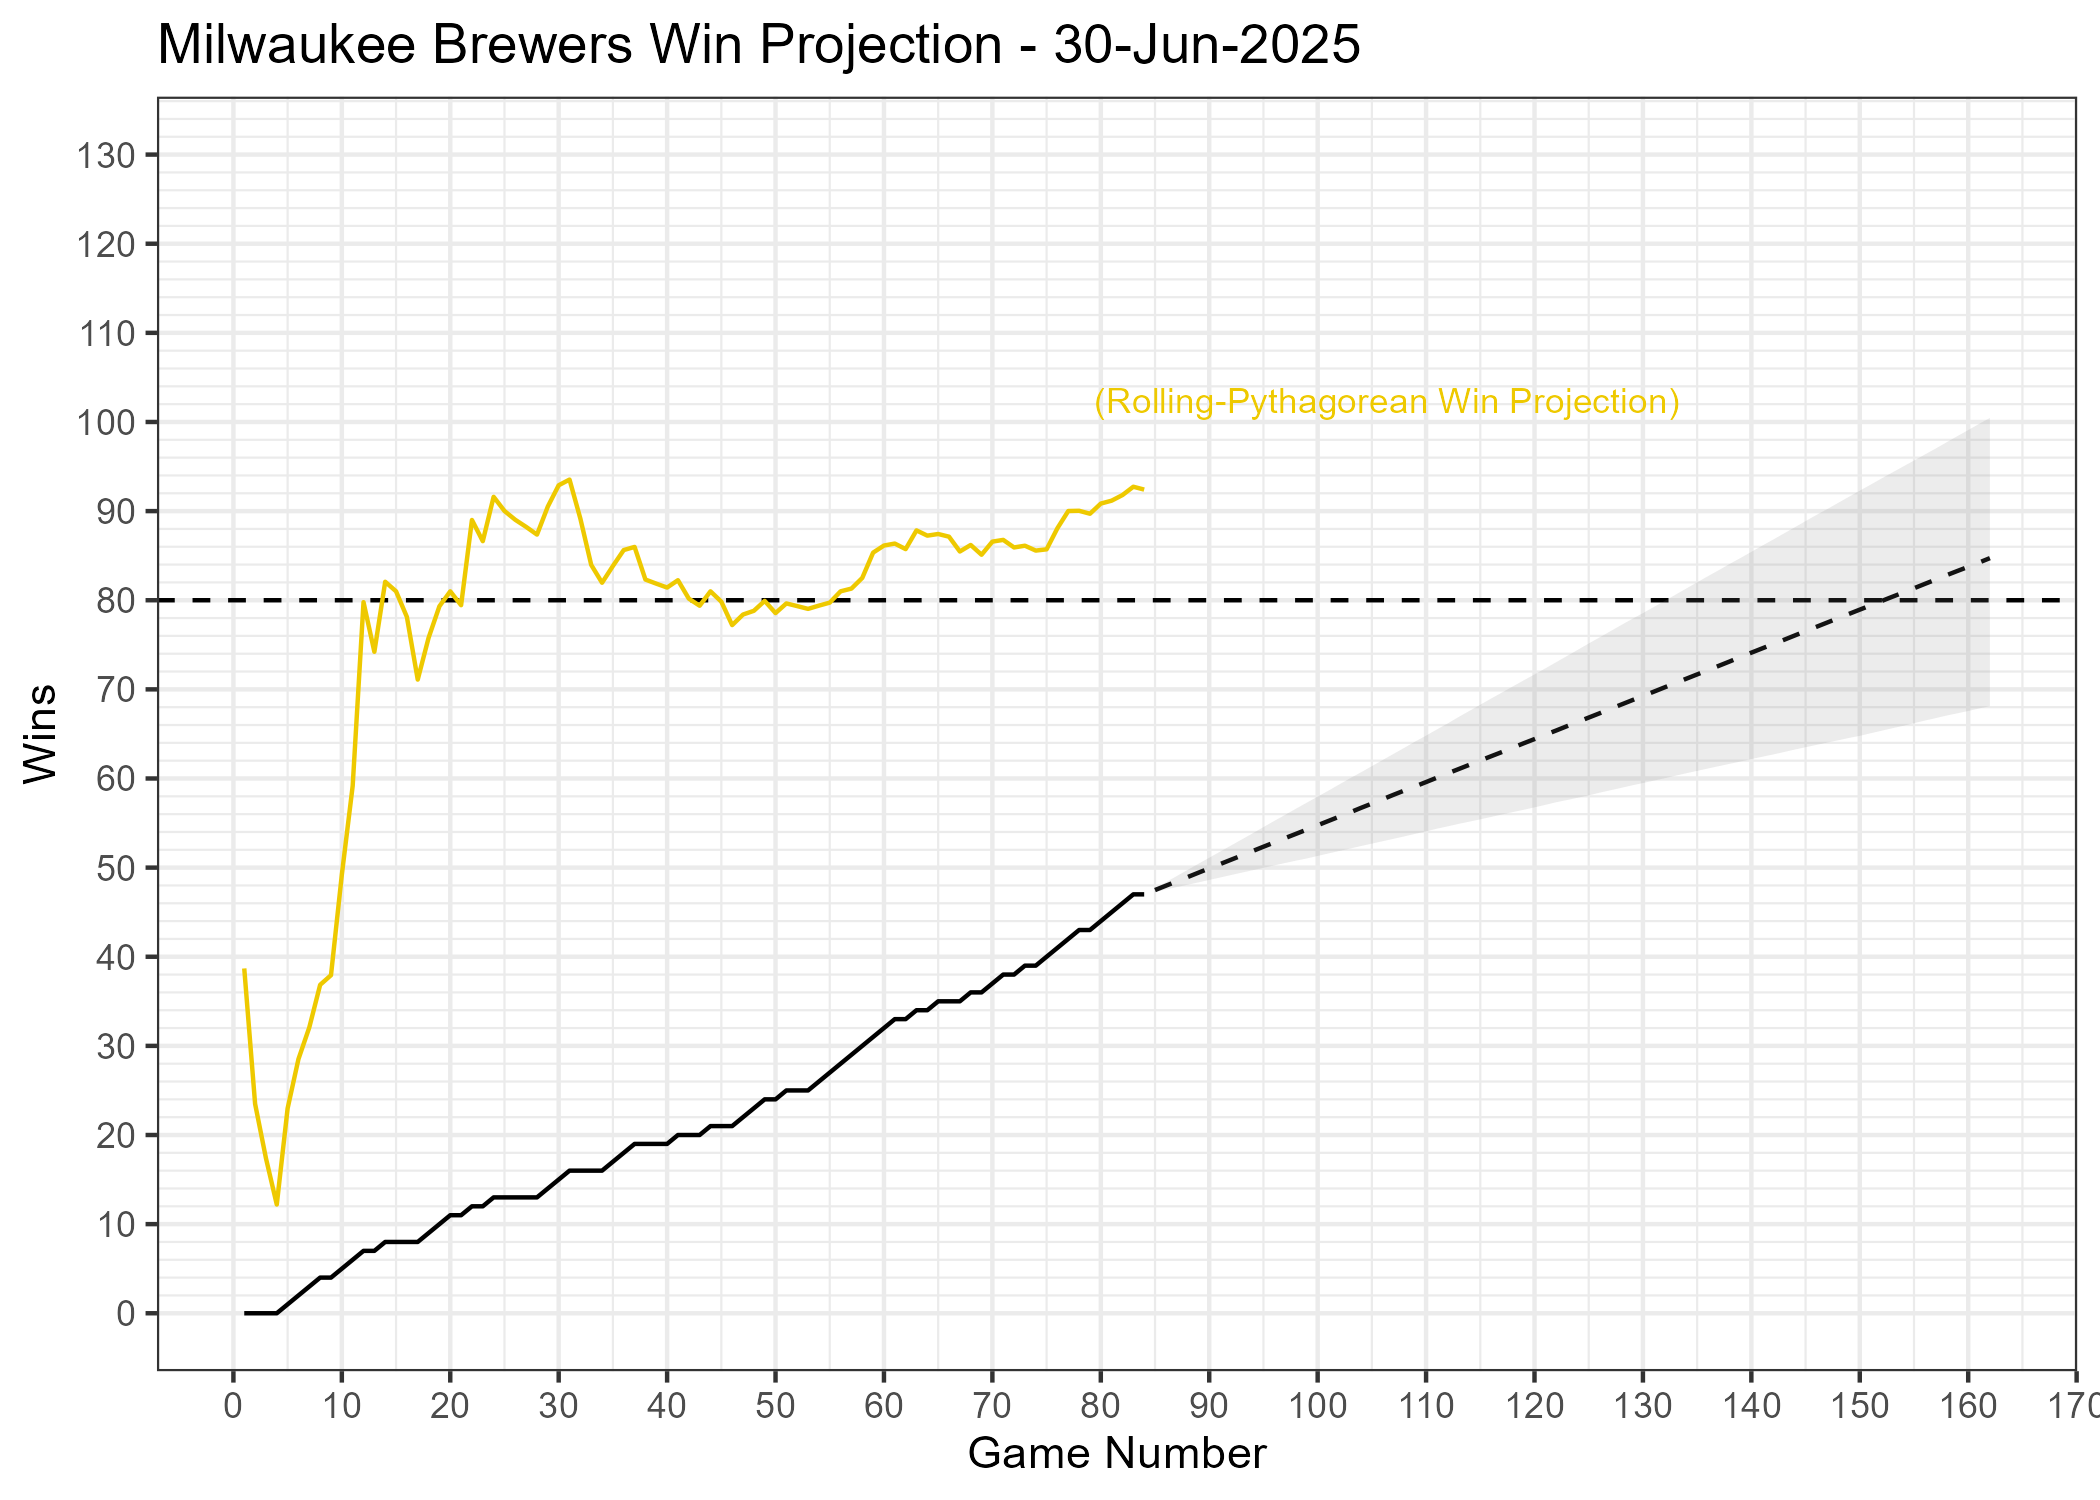 Milwaukee Brewers Win Projection - 30-Jun-2025
130
120
110
(Rolling-Pythagorean Win Projection)
100
90
80
70
Wins
60
50
40
30
20
10
0
0 10 20 30 40 50 60 70 80 90 100 110 120 130 140 150 160 170
Game Number